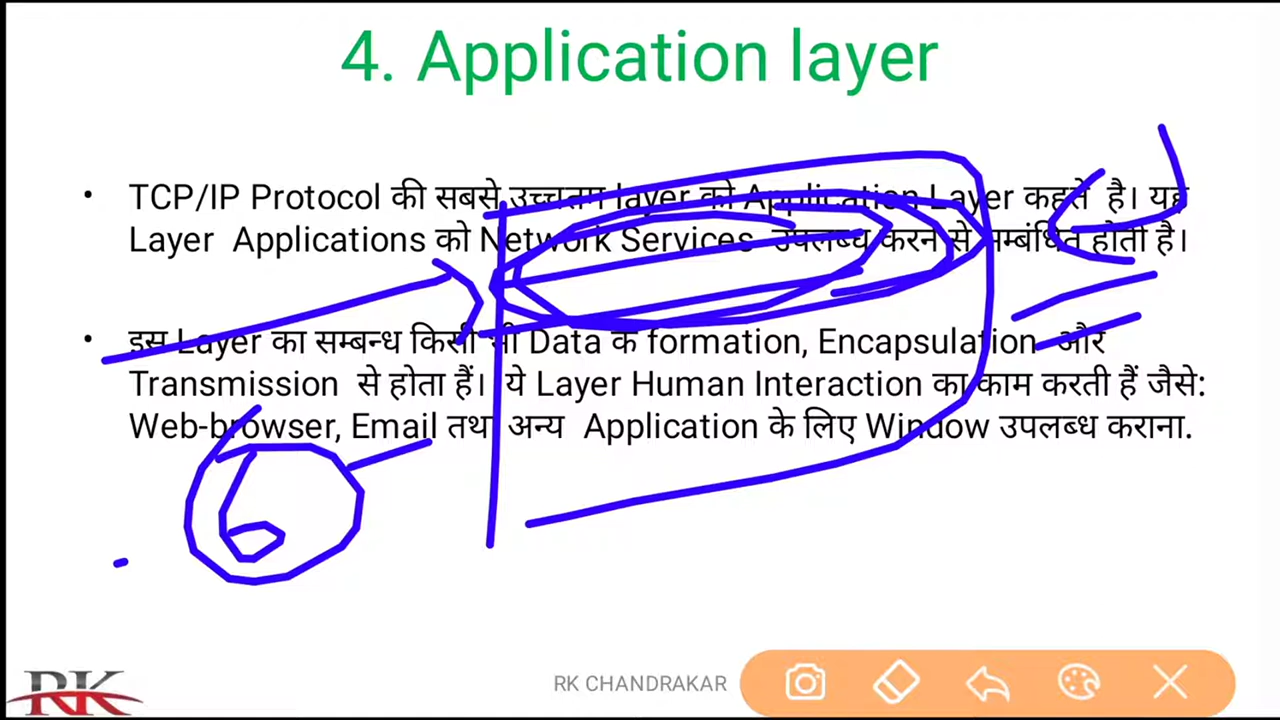 4. Application layer
• TCP/IP Protocol की सबसे उच्चतम layer को Application Layer कहते है। यह
Layer Applications को Network Services उपलब्ध करने से सम्बंधित होता है।
• इस Layer का सम्बन्ध किसी भी Data के formation, Encapsulation और
Transmission से होता हैं। ये Layer Human Interaction का काम करती हैं जैसे:
Web-browser, Email तथा अन्य Application के लिए Window उपलब्ध कराना.
6
RK
RK CHANDRAKAR